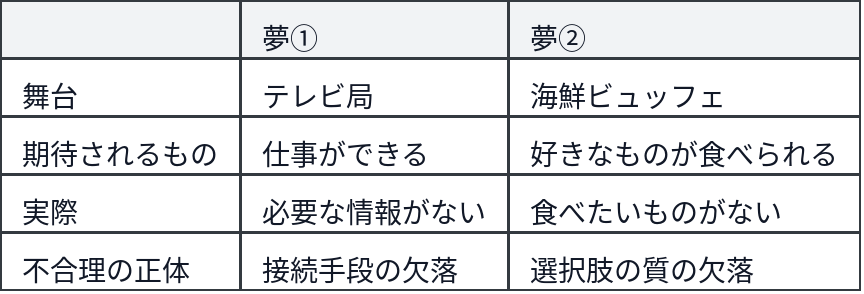 夢① 夢②
舞台 テレビ局 海鮮ビュッフェ
期待されるもの 仕事ができる 好きなものが食べられる
実際 必要な情報がない 食べたいものがない
不合理の正体 接続手段の欠落 選択肢の質の欠落